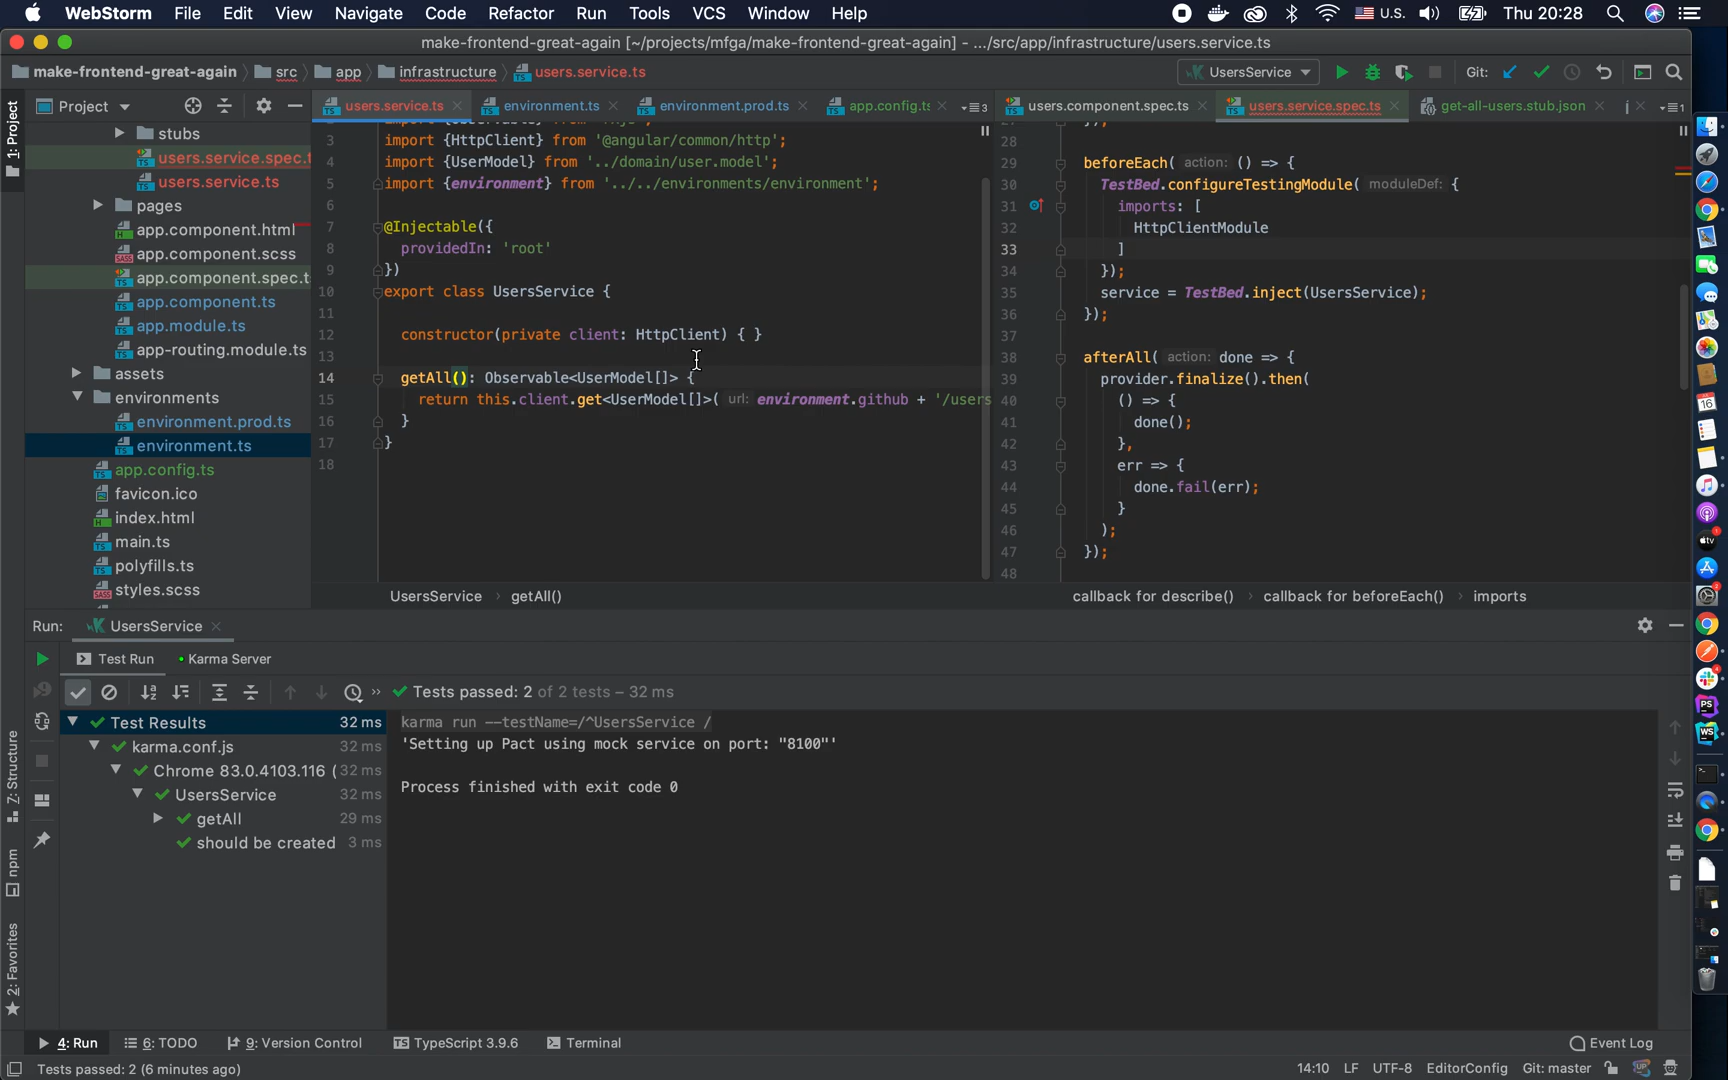 WebStorm File Edit View Navigate Code Refactor Run Tools VCS Window Help U.S. Thu 20:28
make-frontend-great-again [~/projects/mfga/make-frontend-great-again] - .../src/app/infrastructure/users.service.ts
make-frontend-great-again src app infrastructure users.service.ts UsersService Git:
1: Project
Project
users.service.ts environment.ts environment.prod.ts app.config.ts 3 users.component.spec.ts users.service.spec.ts get-all-users.stub.json 1
stubs
users.service.spec.t
users.service.ts
pages
app.component.html
app.component.scss
app.component.spec.t
app.component.ts
app.module.ts
app-routing.module.ts
assets
environments
environment.prod.ts
environment.ts
app.config.ts
favicon.ico
index.html
main.ts
polyfills.ts
styles.scss
3 import {HttpClient} from '@angular/common/http';
4 import {UserModel} from '../domain/user.model';
5 import {environment} from '../../environments/environment';
6
7 @Injectable({
8 providedIn: 'root'
9 })
10 export class UsersService {
11
12 constructor(private client: HttpClient) { }
13
14 getAll(): Observable<UserModel[]> {
15 return this.client.get<UserModel[]>( url: environment.github + '/users
16 }
17 }
18
UsersService getAll()
28
29 beforeEach( action: () => {
30 TestBed.configureTestingModule( moduleDef: {
31 imports: [
32 HttpClientModule
33 ]
34 });
35 service = TestBed.inject(UsersService);
36 });
37
38 afterAll( action: done => {
39 provider.finalize().then(
40 () => {
41 done();
42 },
43 err => {
44 done.fail(err);
45 }
46 );
47 });
48
callback for describe() callback for beforeEach() imports
Run: UsersService
Test Run Karma Server
Tests passed: 2 of 2 tests – 32 ms
Test Results 32 ms
karma.conf.js 32 ms
Chrome 83.0.4103.116 ( 32 ms
UsersService 32 ms
getAll 29 ms
should be created 3 ms
karma run --testName=/^UsersService /
'Setting up Pact using mock service on port: "8100"'
Process finished with exit code 0
Z: Structure
npm
2: Favorites
4: Run 6: TODO 9: Version Control TypeScript 3.9.6 Terminal Event Log
Tests passed: 2 (6 minutes ago) 14:10 LF UTF-8 EditorConfig Git: master